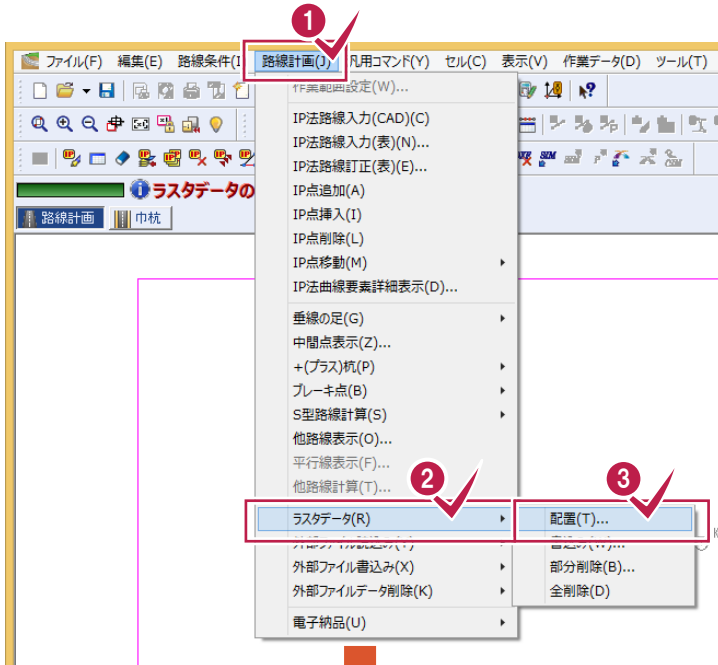 1
ファイル(F) 編集(E) 路線条件(I 路線計画(J) 汎用コマンド(Y) セル(C) 表示(V) 作業データ(D) ツール(T)
作業範囲設定(W)...
IP法路線入力(CAD)(C)
IP法路線入力(表)(N)...
IP法路線訂正(表)(E)...
ラスタデータの
IP点追加(A)
路線計画 巾杭
IP点挿入(I)
IP点削除(L)
IP点移動(M)
IP法曲線要素詳細表示(D)...
垂線の足(G)
中間点表示(Z)...
+(プラス)杭(P)
ブレーキ点(B)
S型路線計算(S)
他路線表示(O)...
平行線表示(F)...
他路線計算(T)...
2
3
ラスタデータ(R)
配置(T)...
外部ファイル書込み(X)
部分削除(B)...
外部ファイルデータ削除(K)
全削除(D)
電子納品(U)